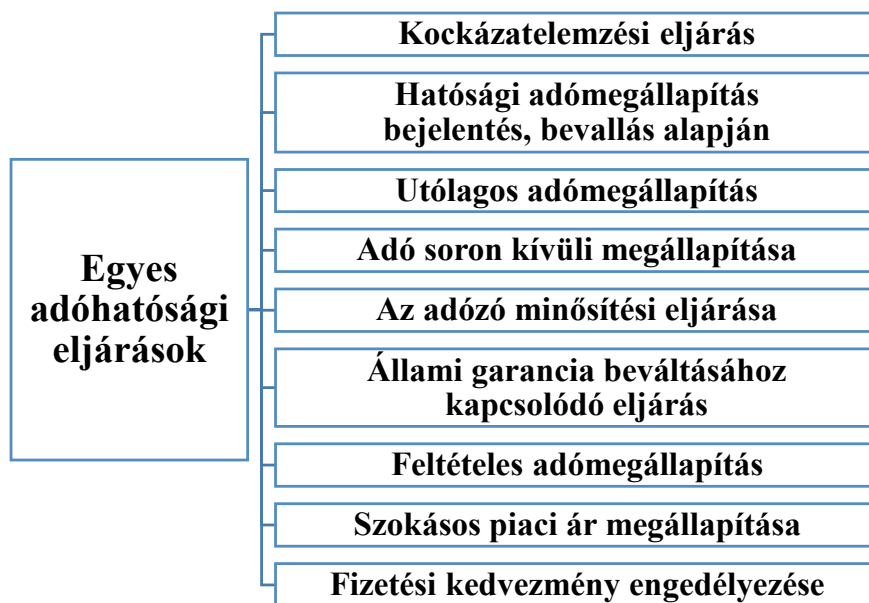 Egyes
adóhatósági
eljárások
Kockázatelemzési eljárás
Hatósági adómegállapítás
bejelentés, bevallás alapján
Utólagos adómegállapítás
Adó soron kívüli megállapítása
Az adózó minősítési eljárása
Állami garancia beváltásához
kapcsolódó eljárás
Feltételes adómegállapítás
Szokásos piaci ár megállapítása
Fizetési kedvezmény engedélyezése